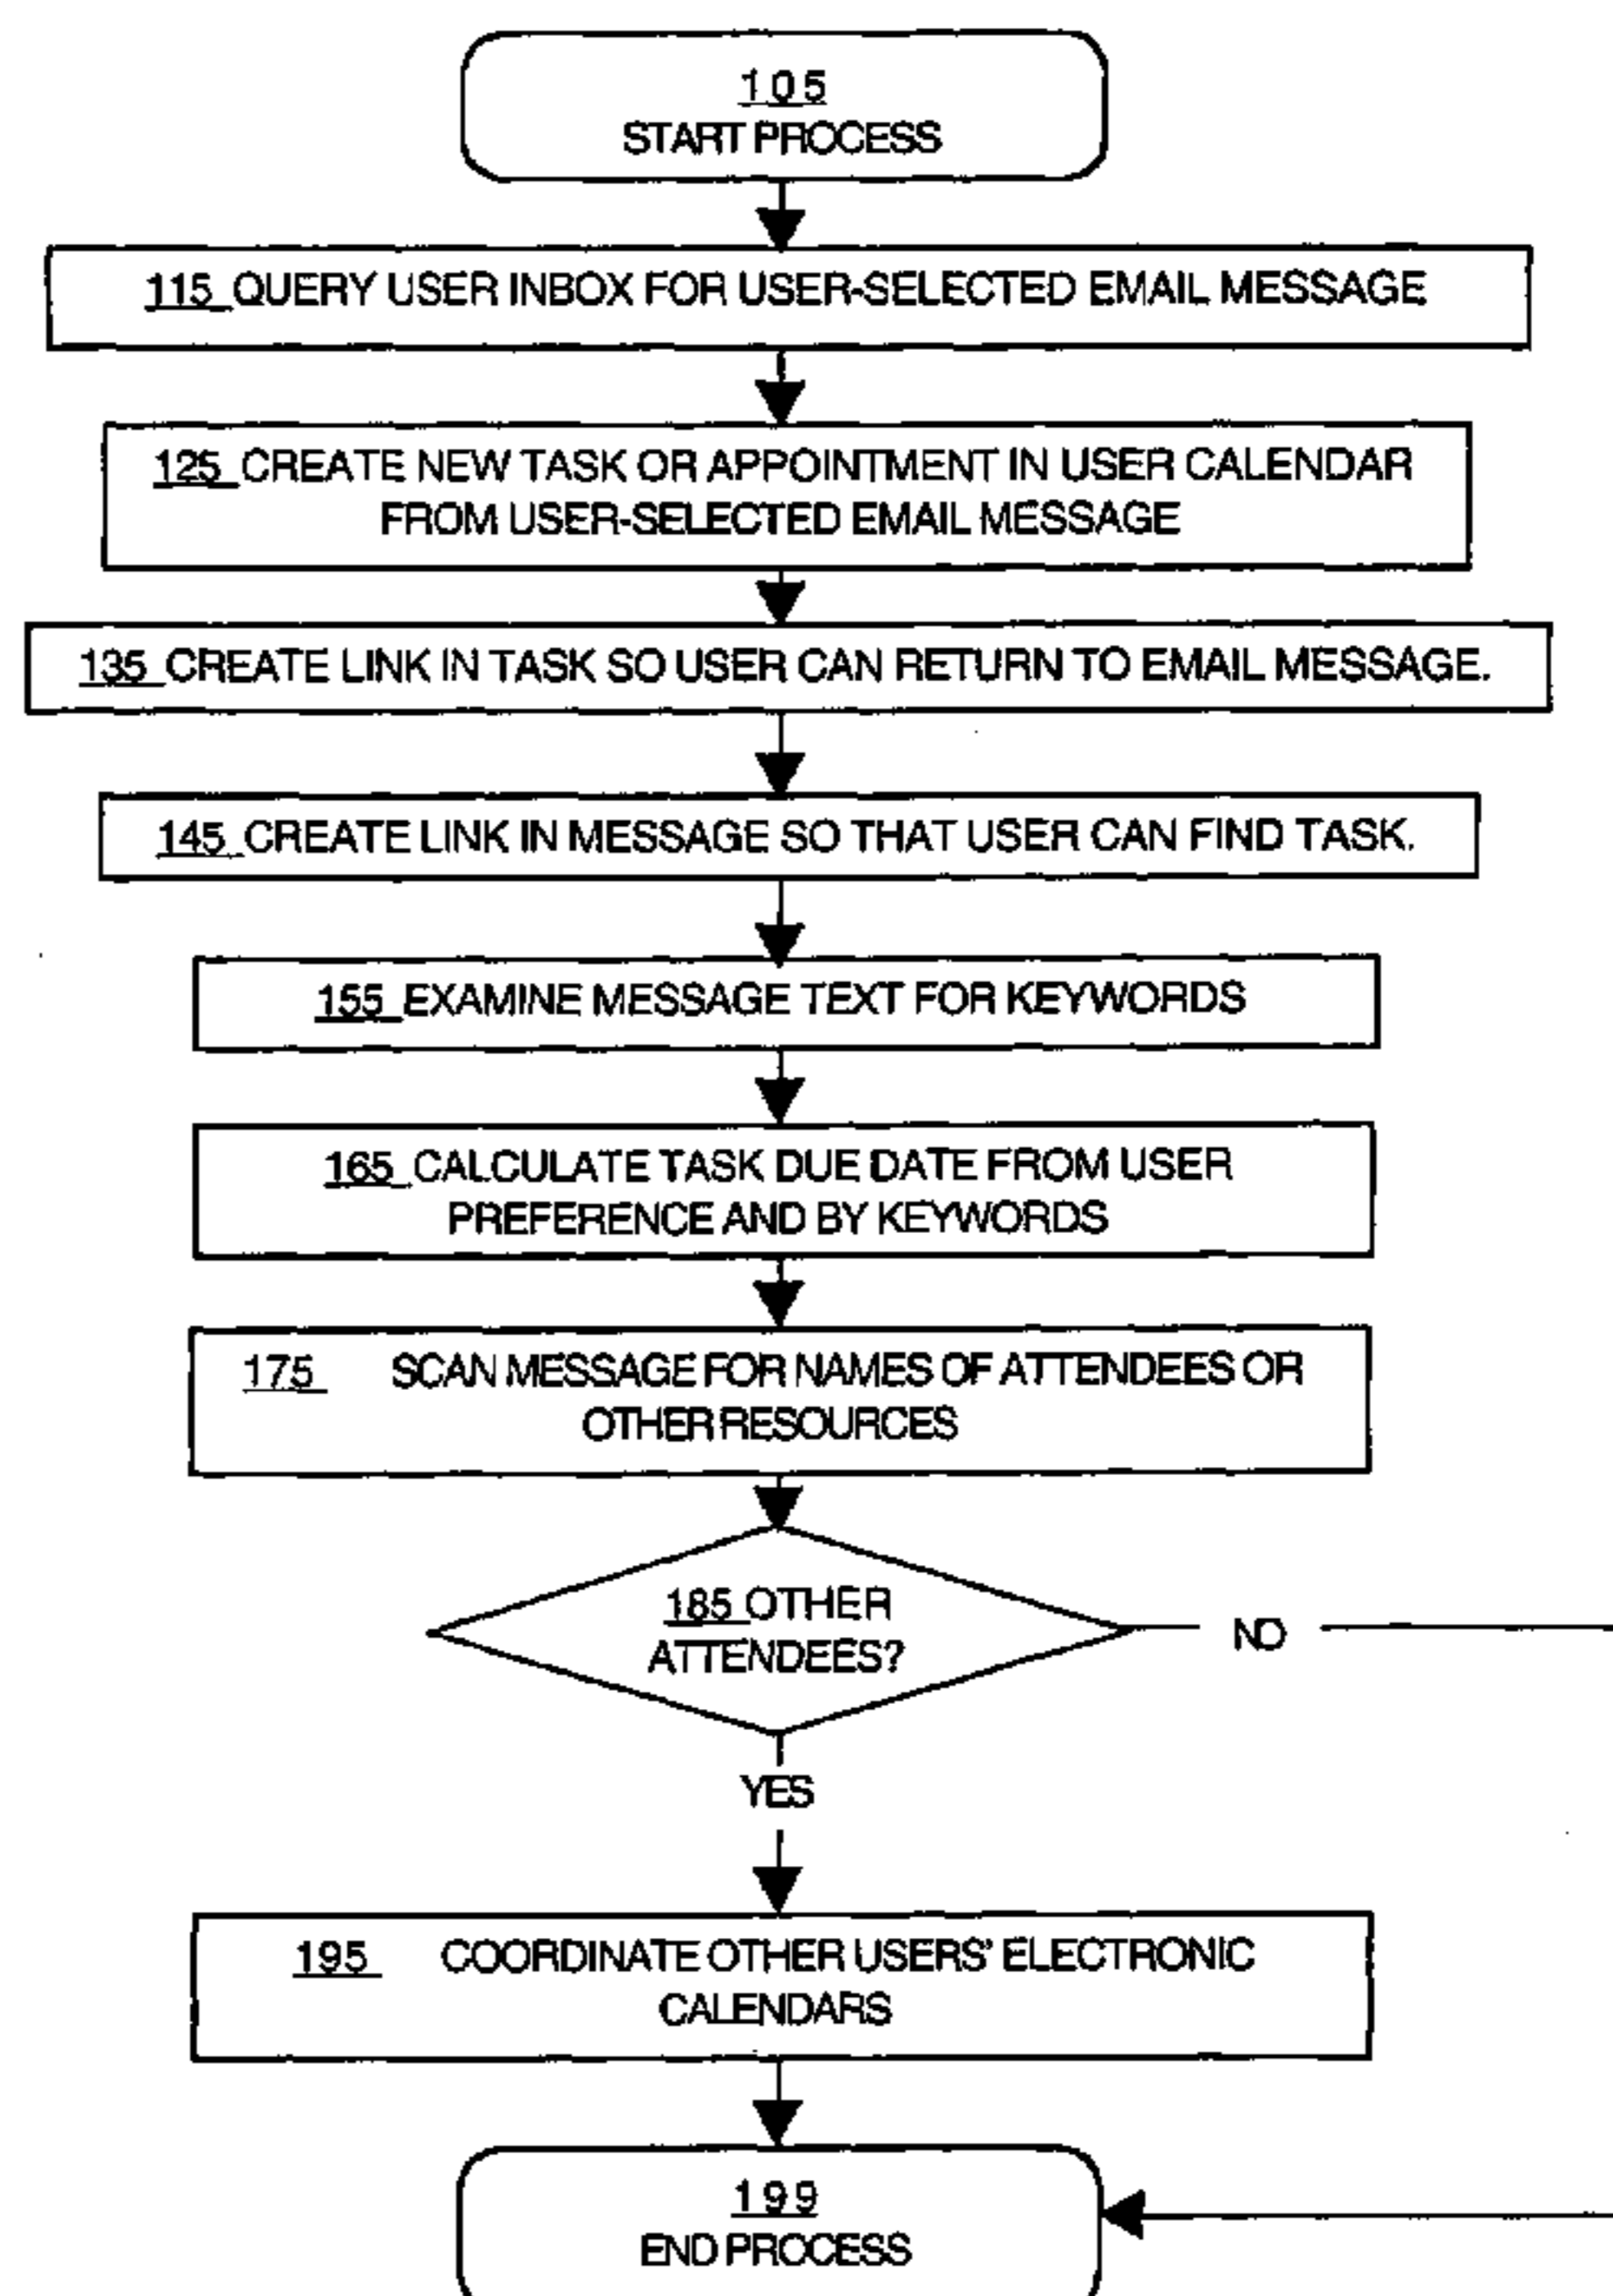 105
START PROCESS
115 QUERY USER INBOX FOR USER-SELECTED EMAIL MESSAGE
125 CREATE NEW TASK OR APPOINTMENT IN USER CALENDAR
FROM USER-SELECTED EMAIL MESSAGE
135 CREATE LINK IN TASK SO USER CAN RETURN TO EMAIL MESSAGE.
145 CREATE LINK IN MESSAGE SO THAT USER CAN FIND TASK.
155 EXAMINE MESSAGE TEXT FOR KEYWORDS
165 CALCULATE TASK DUE DATE FROM USER
PREFERENCE AND BY KEYWORDS
175 SCAN MESSAGE FOR NAMES OF ATTENDEES OR
OTHER RESOURCES
185 OTHER
ATTENDEES?
NO
YES
195 COORDINATE OTHER USERS' ELECTRONIC
CALENDARS
199
END PROCESS